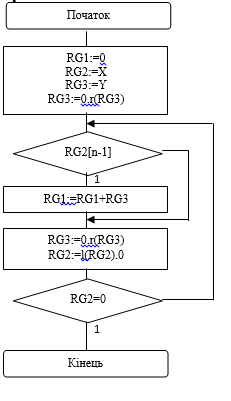 Початок
RG1:=0
RG2:=X
RG3:=Y
RG3:=0.r(RG3)
RG2[n-1]
1
RG1:=RG1+RG3
RG3:=0.r(RG3)
RG2:=l(RG2).0
RG2=0
1
Кінець